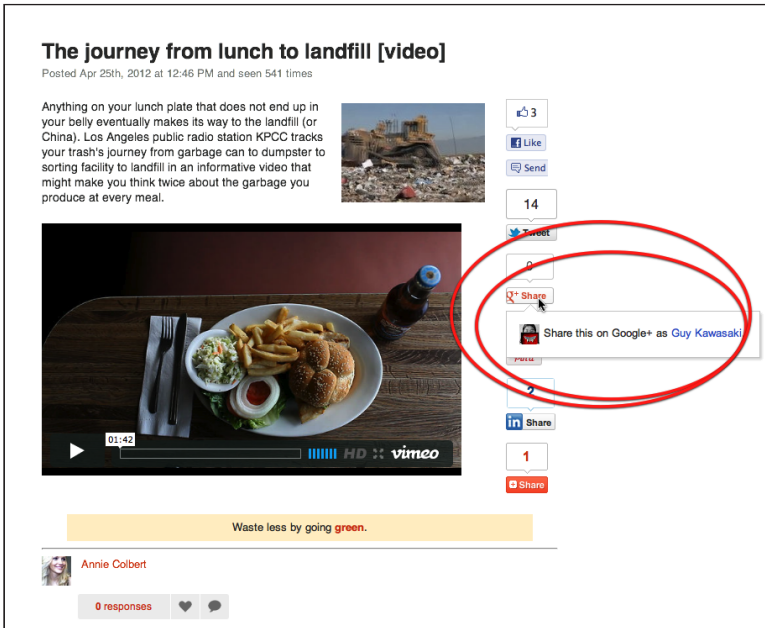 The journey from lunch to landfill [video]
Posted Apr 25th, 2012 at 12:46 PM and seen 541 times
Anything on your lunch plate that does not end up in
your belly eventually makes its way to the landfill (or
China). Los Angeles public radio station KPCC tracks
your trash's journey from garbage can to dumpster to
sorting facility to landfill in an informative video that
might make you think twice about the garbage you
produce at every meal.
3
Like
Send
14
Tweet
0
g+ Share
Share this on Google+ as Guy Kawasaki
2
in Share
1
Share
01:42
HD vimeo
Waste less by going green.
Annie Colbert
0 responses